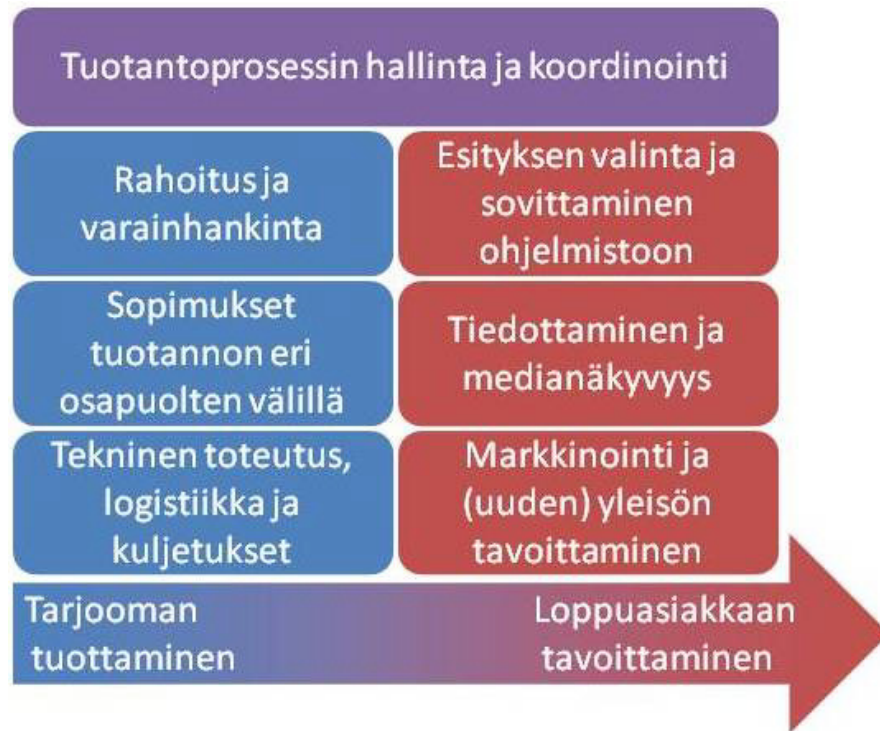 Tuotantoprosessin hallinta ja koordinointi
Rahoitus ja
varainhankinta
Esityksen valinta ja
sovittaminen
ohjelmistoon
Sopimukset
tuotannon eri
osapuolten välillä
Tiedottaminen ja
medianäkyvyys
Tekninen toteutus,
logistiikka ja
kuljetukset
Markkinointi ja
(uuden) yleisön
tavoittaminen
Tarjooman
tuottaminen
Loppuasiakkaan
tavoittaminen